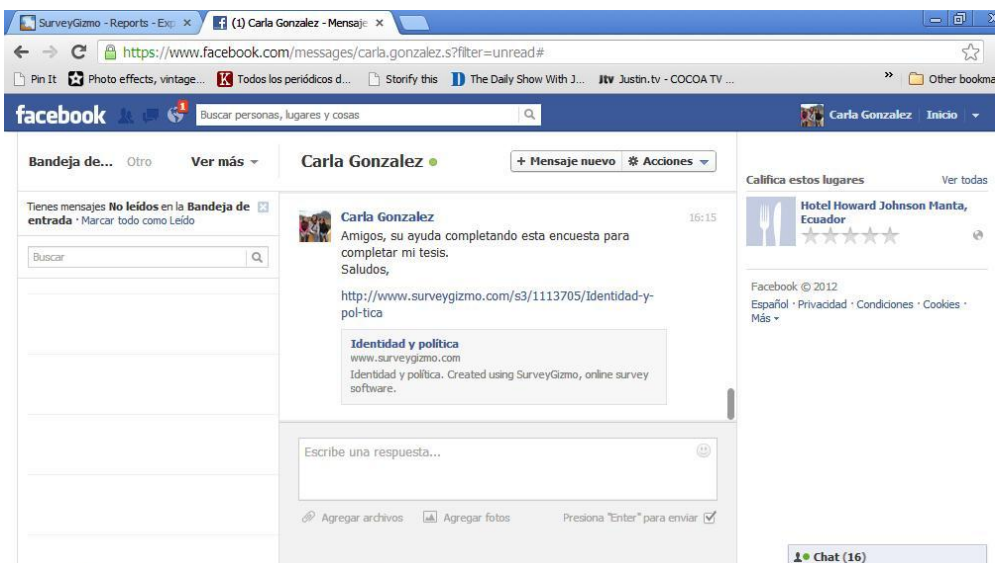 SurveyGizmo - Reports - Exp
(1) Carla Gonzalez - Mensaje
https://www.facebook.com/messages/carla.gonzalez.s?filter=unread#
Pin It Photo effects, vintage... Todos los periódicos d... Storify this The Daily Show With J... Jtv Justin.tv - COCOA TV ... » Other bookma
facebook 1 Buscar personas, lugares y cosas Carla Gonzalez Inicio
Bandeja de... Otro Ver más
Tienes mensajes No leídos en la Bandeja de
entrada · Marcar todo como Leído
Buscar
Carla Gonzalez
+ Mensaje nuevo Acciones
Carla Gonzalez 16:15
Amigos, su ayuda completando esta encuesta para
completar mi tesis.
Saludos,
http://www.surveygizmo.com/s3/1113705/Identidad-y-
pol-tica
Identidad y política
www.surveygizmo.com
Identidad y política. Created using SurveyGizmo, online survey
software.
Escribe una respuesta...
Agregar archivos Agregar fotos Presiona "Enter" para enviar
Califica estos lugares Ver todas
Hotel Howard Johnson Manta,
Ecuador
Facebook © 2012
Español · Privacidad · Condiciones · Cookies ·
Más
Chat (16)